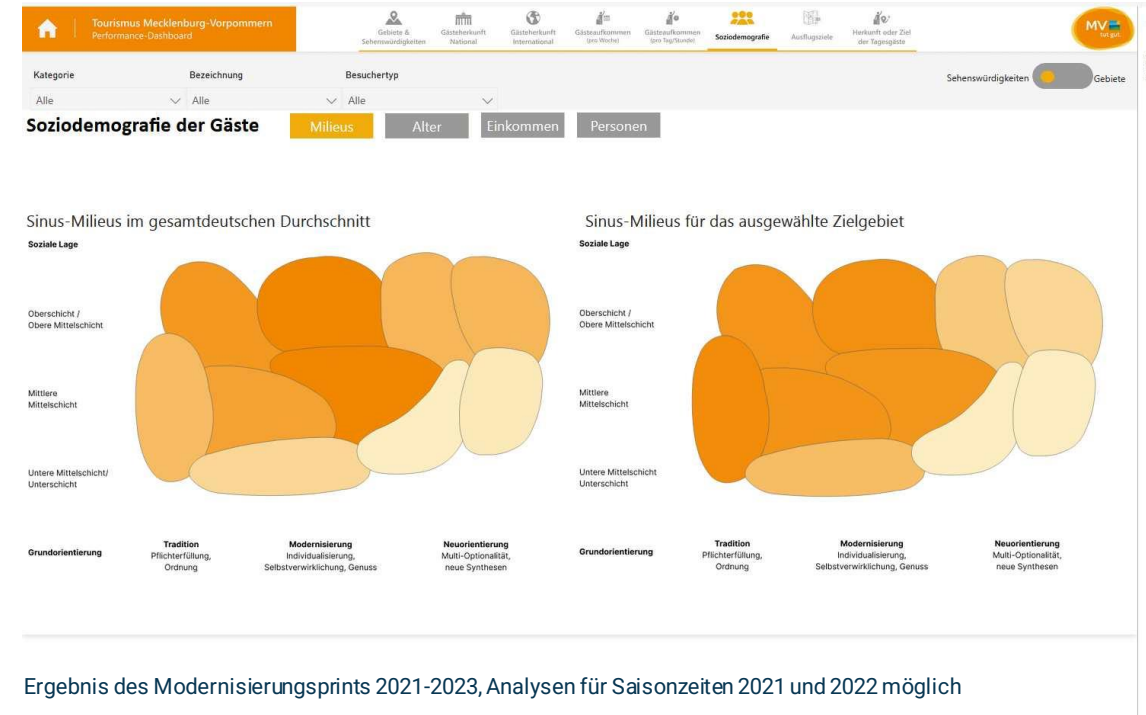 Tourismus Mecklenburg-Vorpommern
Performance-Dashboard
Gebiete &
Sehenswürdigkeiten
Gästeherkunft
National
Gästeherkunft
International
Gästeaufkommen
(pro Woche)
Gästeaufkommen
(pro Tag/Stunde)
Soziodemografie
Ausflugsziele
Herkunft oder Ziel
der Tagesgäste
MV
tut gut.
Kategorie
Bezeichnung
Besuchertyp
Alle
Alle
Alle
Sehenswürdigkeiten
Gebiete
Soziodemografie der Gäste
Milieus
Alter
Einkommen
Personen
Sinus-Milieus im gesamtdeutschen Durchschnitt
Soziale Lage
Oberschicht /
Obere Mittelschicht
Mittlere
Mittelschicht
Untere Mittelschicht/
Unterschicht
Grundorientierung
Tradition
Pflichterfüllung,
Ordnung
Modernisierung
Individualisierung,
Selbstverwirklichung, Genuss
Neuorientierung
Multi-Optionalität,
neue Synthesen
Sinus-Milieus für das ausgewählte Zielgebiet
Soziale Lage
Oberschicht /
Obere Mittelschicht
Mittlere
Mittelschicht
Untere Mittelschicht
Unterschicht
Grundorientierung
Tradition
Pflichterfüllung,
Ordnung
Modernisierung
Individualisierung,
Selbstverwirklichung, Genuss
Neuorientierung
Multi-Optionalität,
neue Synthesen
Ergebnis des Modernisierungsprints 2021-2023, Analysen für Saisonzeiten 2021 und 2022 möglich